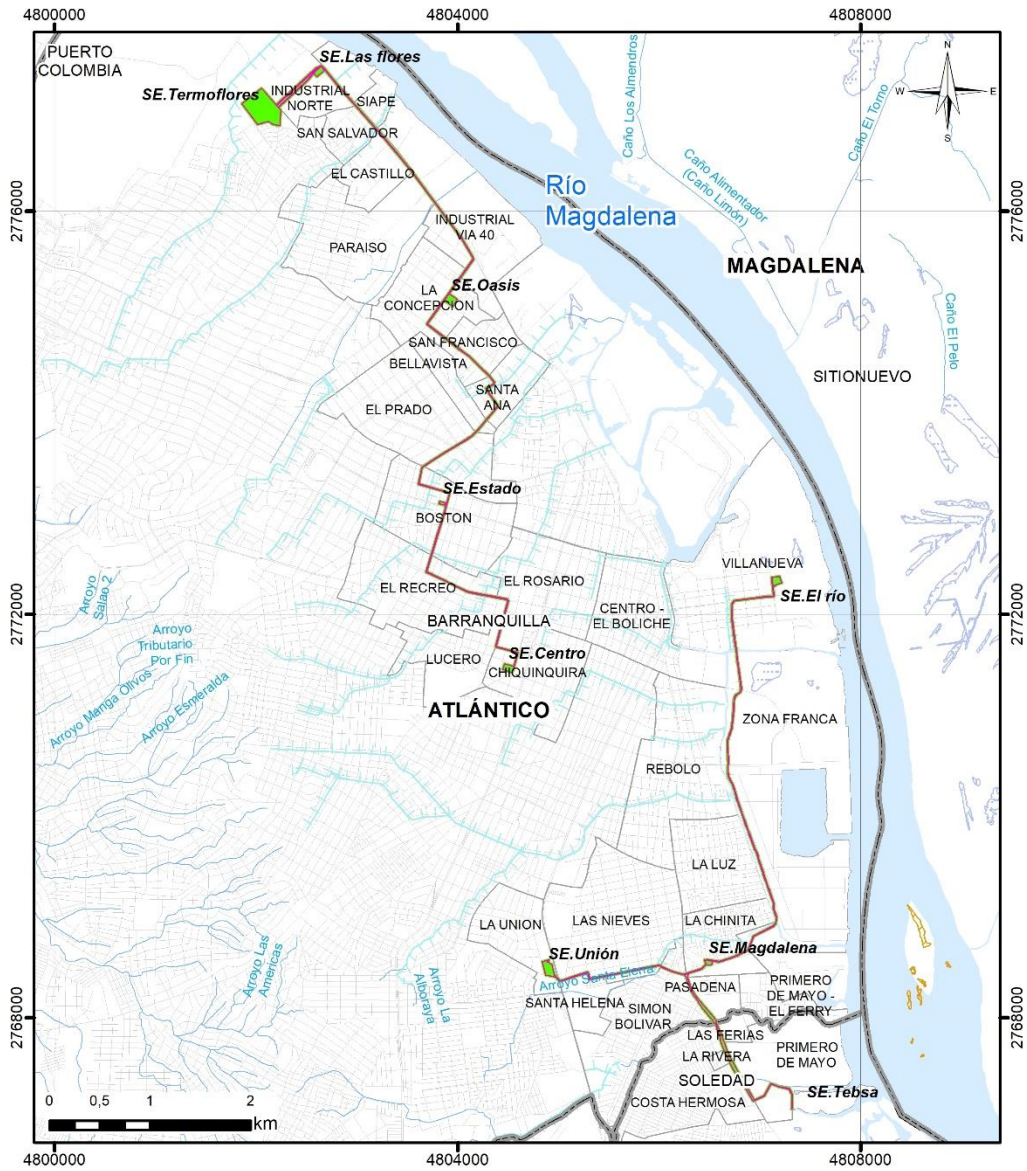 4800000
4804000
4808000
PUERTO
COLOMBIA
SE.Las flores
SE.Termoflores
INDUSTRIAL
NORTE
SIAPE
SAN SALVADOR
EL CASTILLO
N
W
E
S
Caño Los Almendros
Caño El Torno
Caño Alimentador
(Caño Limón)
2776000
2776000
Río
Magdalena
INDUSTRIAL
VIA 40
PARAISO
MAGDALENA
SE.Oasis
LA
CONCEPCION
Caño El Pelo
SAN FRANCISCO
BELLAVISTA
SITIONUEVO
SANTA
ANA
EL PRADO
SE.Estado
BOSTON
VILLANUEVA
SE.El río
Arroyo
Salao 2
EL RECREO
EL ROSARIO
CENTRO -
EL BOLICHE
2772000
2772000
BARRANQUILLA
Arroyo
Tributario
Por Fin
LUCERO
SE.Centro
CHIQUINQUIRA
Arroyo Manga Olivos
Arroyo Esmeralda
ATLÁNTICO
ZONA FRANCA
REBOLO
LA LUZ
LA UNION
LAS NIEVES
LA CHINITA
SE.Unión
SE.Magdalena
Arroyo Las
Americas
Arroyo La
Alboraya
Arroyo Santa Elena
PASADENA
PRIMERO
DE MAYO -
EL FERRY
SANTA HELENA
SIMON
BOLIVAR
2768000
2768000
LAS FERIAS
LA RIVERA
PRIMERO
DE MAYO
SOLEDAD
SE.Tebsa
COSTA HERMOSA
0 0,5 1 2
km
4800000
4804000
4808000